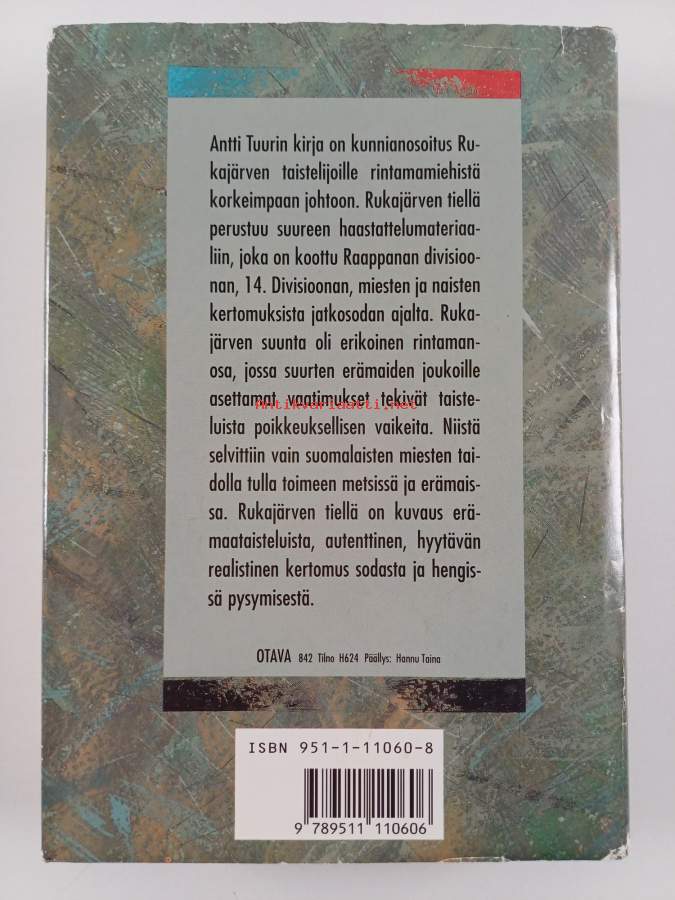 Antti Tuurin kirja on kunnianosoitus Ru-
kajärven taistelijoille rintamamiehistä
korkeimpaan johtoon. Rukajärven tiellä
perustuu suureen haastattelumateriaa-
liin, joka on koottu Raappanan divisioo-
nan, 14. Divisioonan, miesten ja naisten
kertomuksista jatkosodan ajalta. Ruka-
järven suunta oli erikoinen rintaman-
osa, jossa suurten erämaiden joukoille
asettamat vaatimukset tekivät taiste-
Antikvariaatti.net
luista poikkeuksellisen vaikeita. Niistä
selvittiin vain suomalaisten miesten tai-
dolla tulla toimeen metsissä ja erämais-
sa. Rukajärven tiellä on kuvaus erä-
maataisteluista, autenttinen, hyytävän
realistinen kertomus sodasta ja hengis-
sä pysymisestä.
OTAVA 842 Tilno H624 Päällys: Hannu Taina
ISBN 951-1-11060-8
9 789511 110606